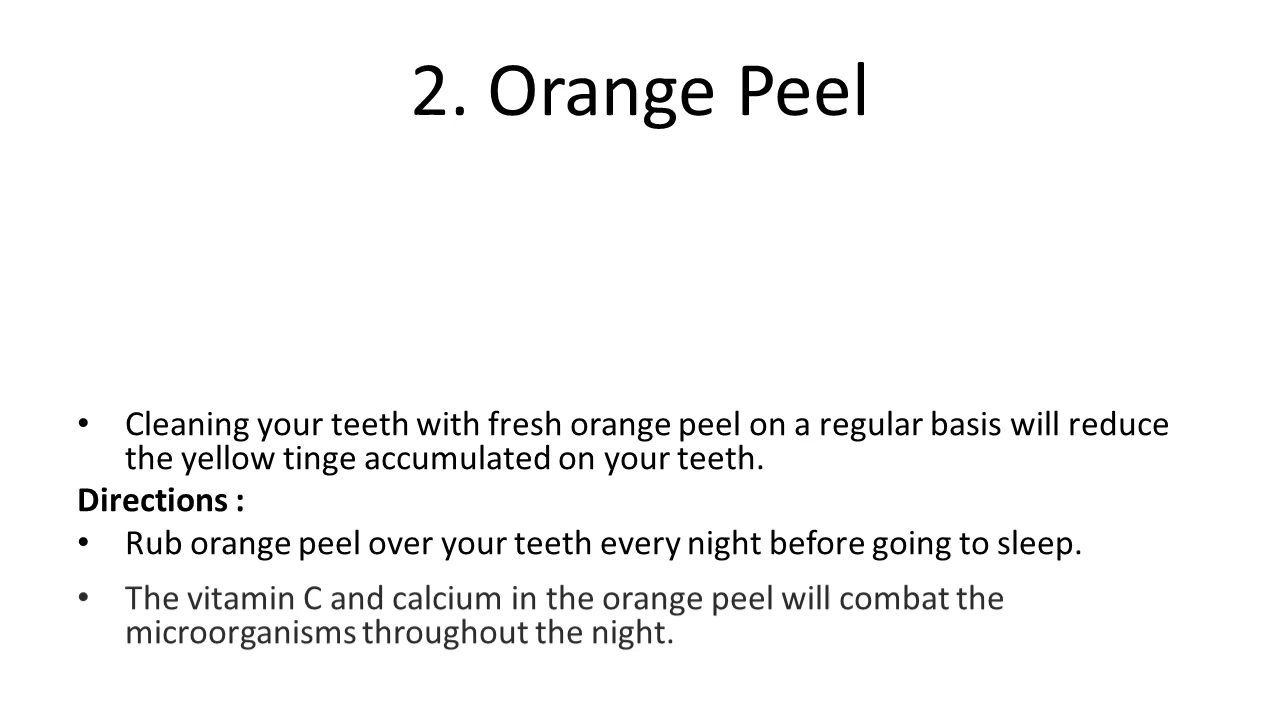 2. Orange Peel
• Cleaning your teeth with fresh orange peel on a regular basis will reduce
the yellow tinge accumulated on your teeth.
Directions :
• Rub orange peel over your teeth every night before going to sleep.
• The vitamin C and calcium in the orange peel will combat the
microorganisms throughout the night.